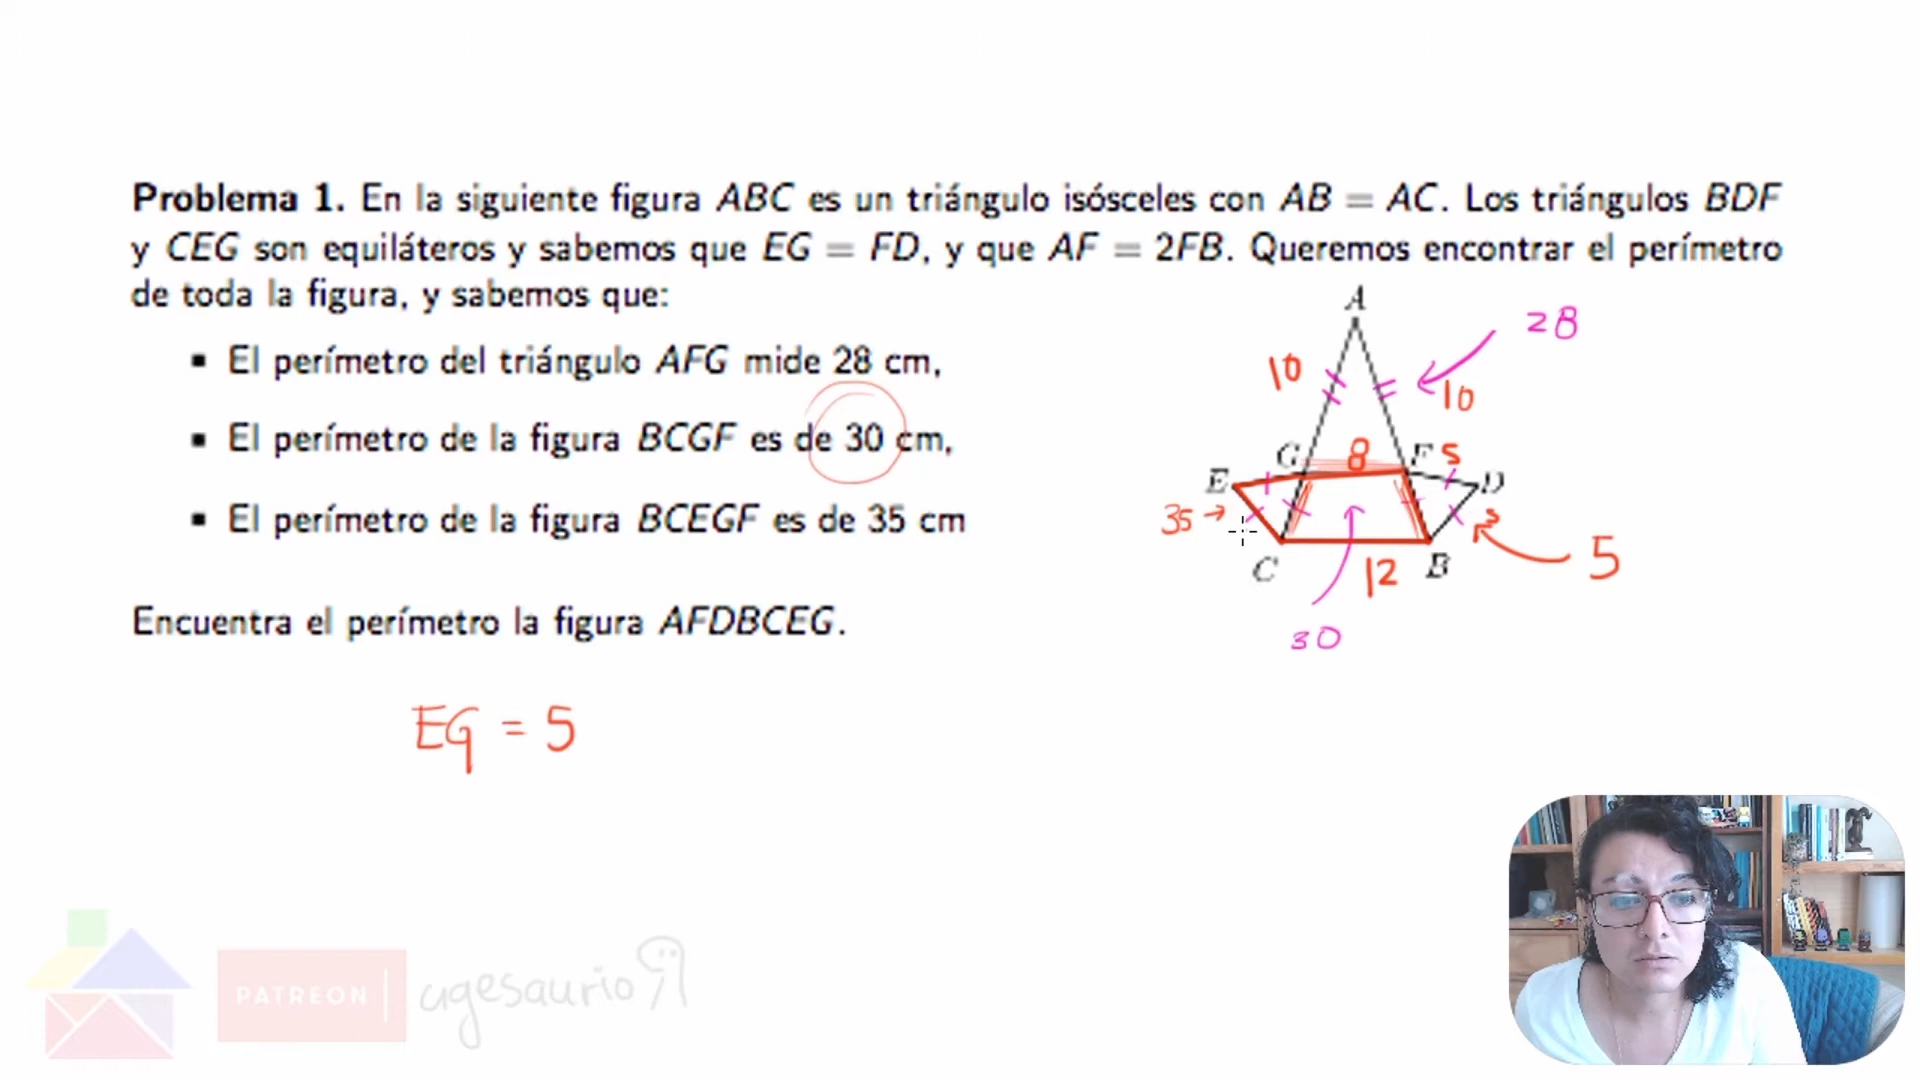 Problema 1. En la siguiente figura ABC es un triángulo isósceles con AB = AC. Los triángulos BDF
y CEG son equiláteros y sabemos que EG = FD, y que AF = 2FB. Queremos encontrar el perímetro
de toda la figura, y sabemos que:
▪ El perímetro del triángulo AFG mide 28 cm,
▪ El perímetro de la figura BCGF es de 30 cm,
▪ El perímetro de la figura BCEGF es de 35 cm
Encuentra el perímetro la figura AFDBCEG.
A
28
10
10
G
8
F
5
E
D
35
5
C
12
B
30
EG = 5
PATREON
agesaurio